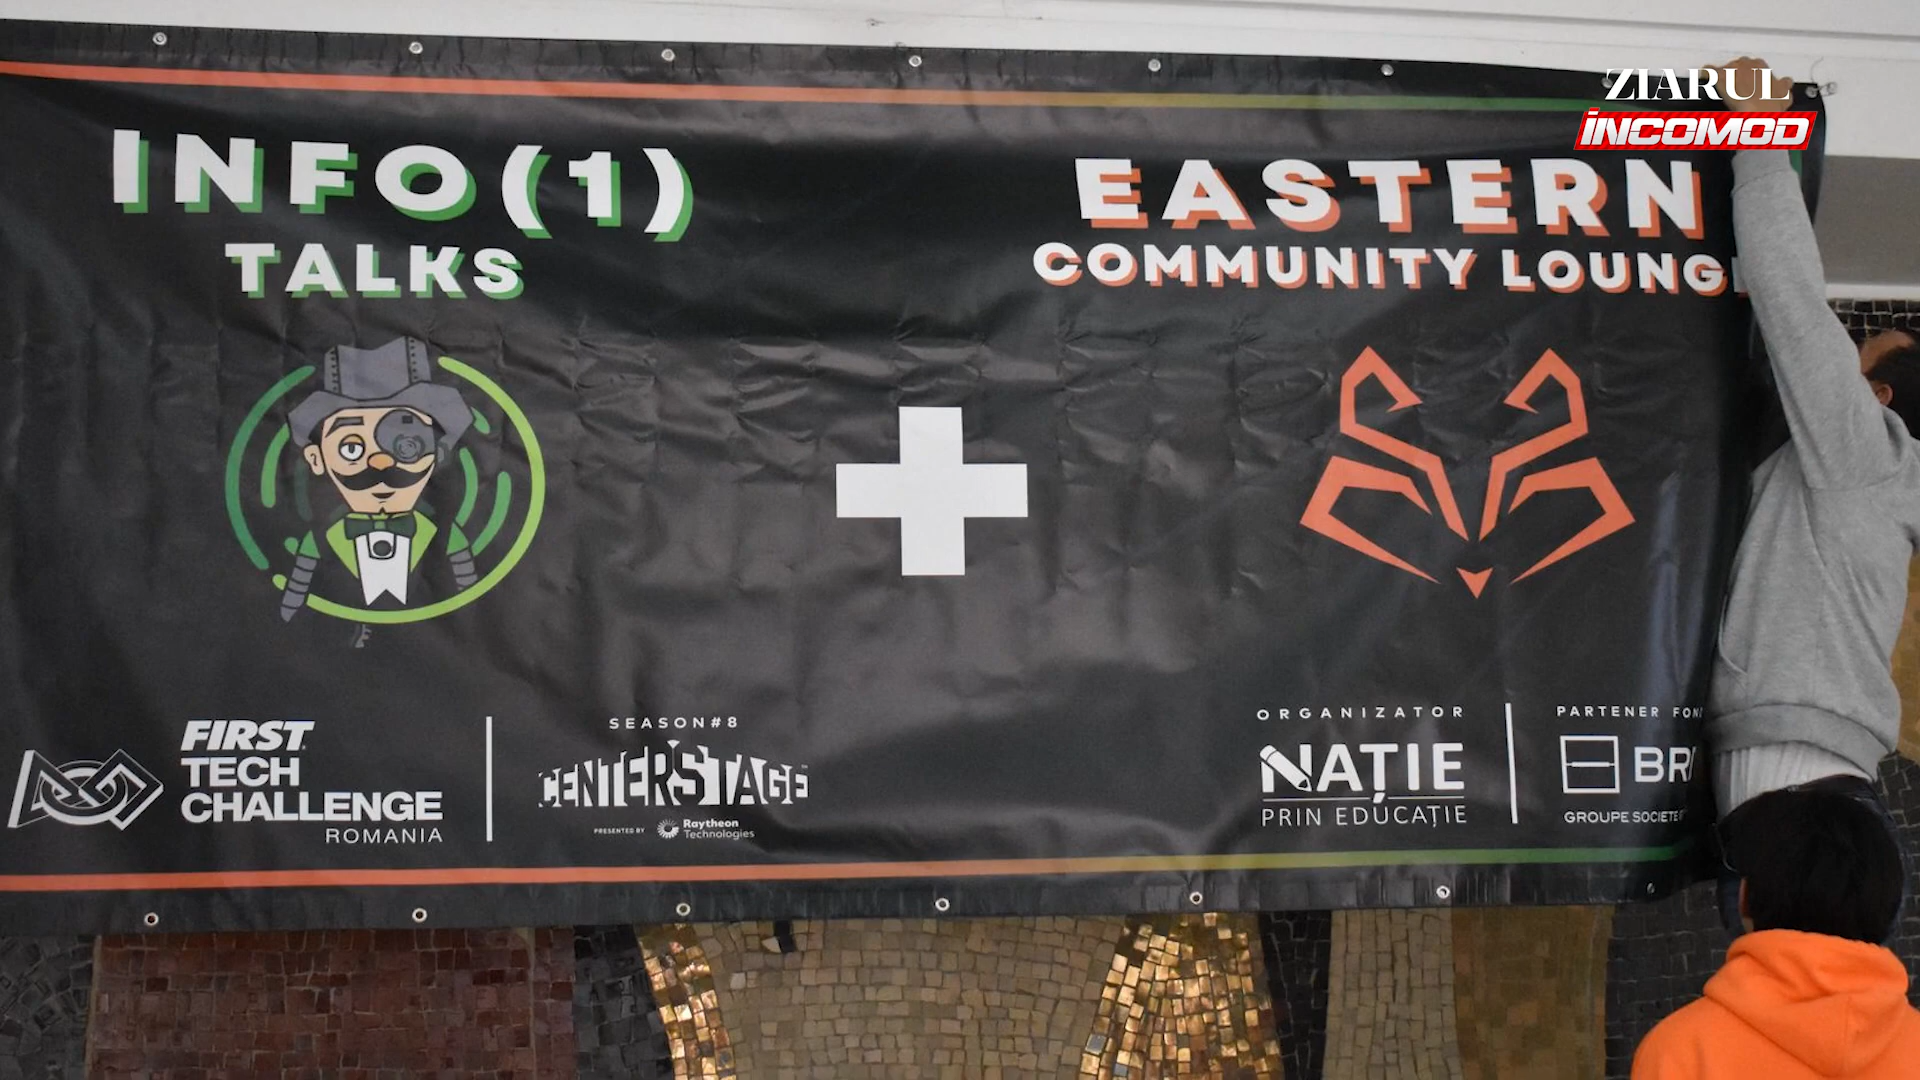 ZIARUL
INCOMOD
INFO(1)
TALKS
EASTERN
COMMUNITY LOUNG
FIRST
TECH
CHALLENGE
ROMANIA
SEASON#8
CENTERSTAGE
PRESENTED BY Raytheon
Technologies
ORGANIZATOR
NAȚIE
PRIN EDUCAȚIE
PARTENER FON
BR
GROUPE SOCIETE